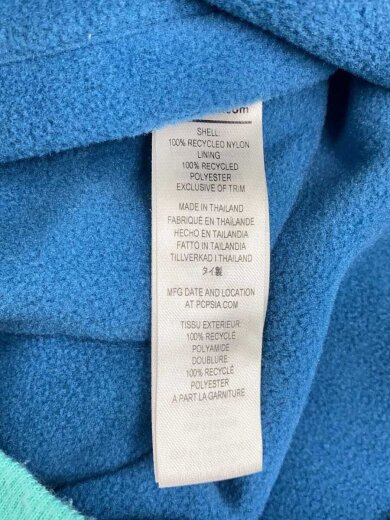 .com
SHELL:
100% RECYCLED NYLON
LINING
100% RECYCLED
POLYESTER
EXCLUSIVE OF TRIM
MADE IN THAILAND
FABRIQUÉ EN THAÏLANDE
HECHO EN TAILANDIA
FATTO IN TAILANDIA
TILLVERKAD I THAILAND
タイ製
MFG DATE AND LOCATION
AT PCPSIA.COM
TISSU EXTERIEUR:
100% RECYCLÉ
POLYAMIDE
DOUBLURE:
100% RECYCLÉ
POLYESTER
A PART LA GARNITURE